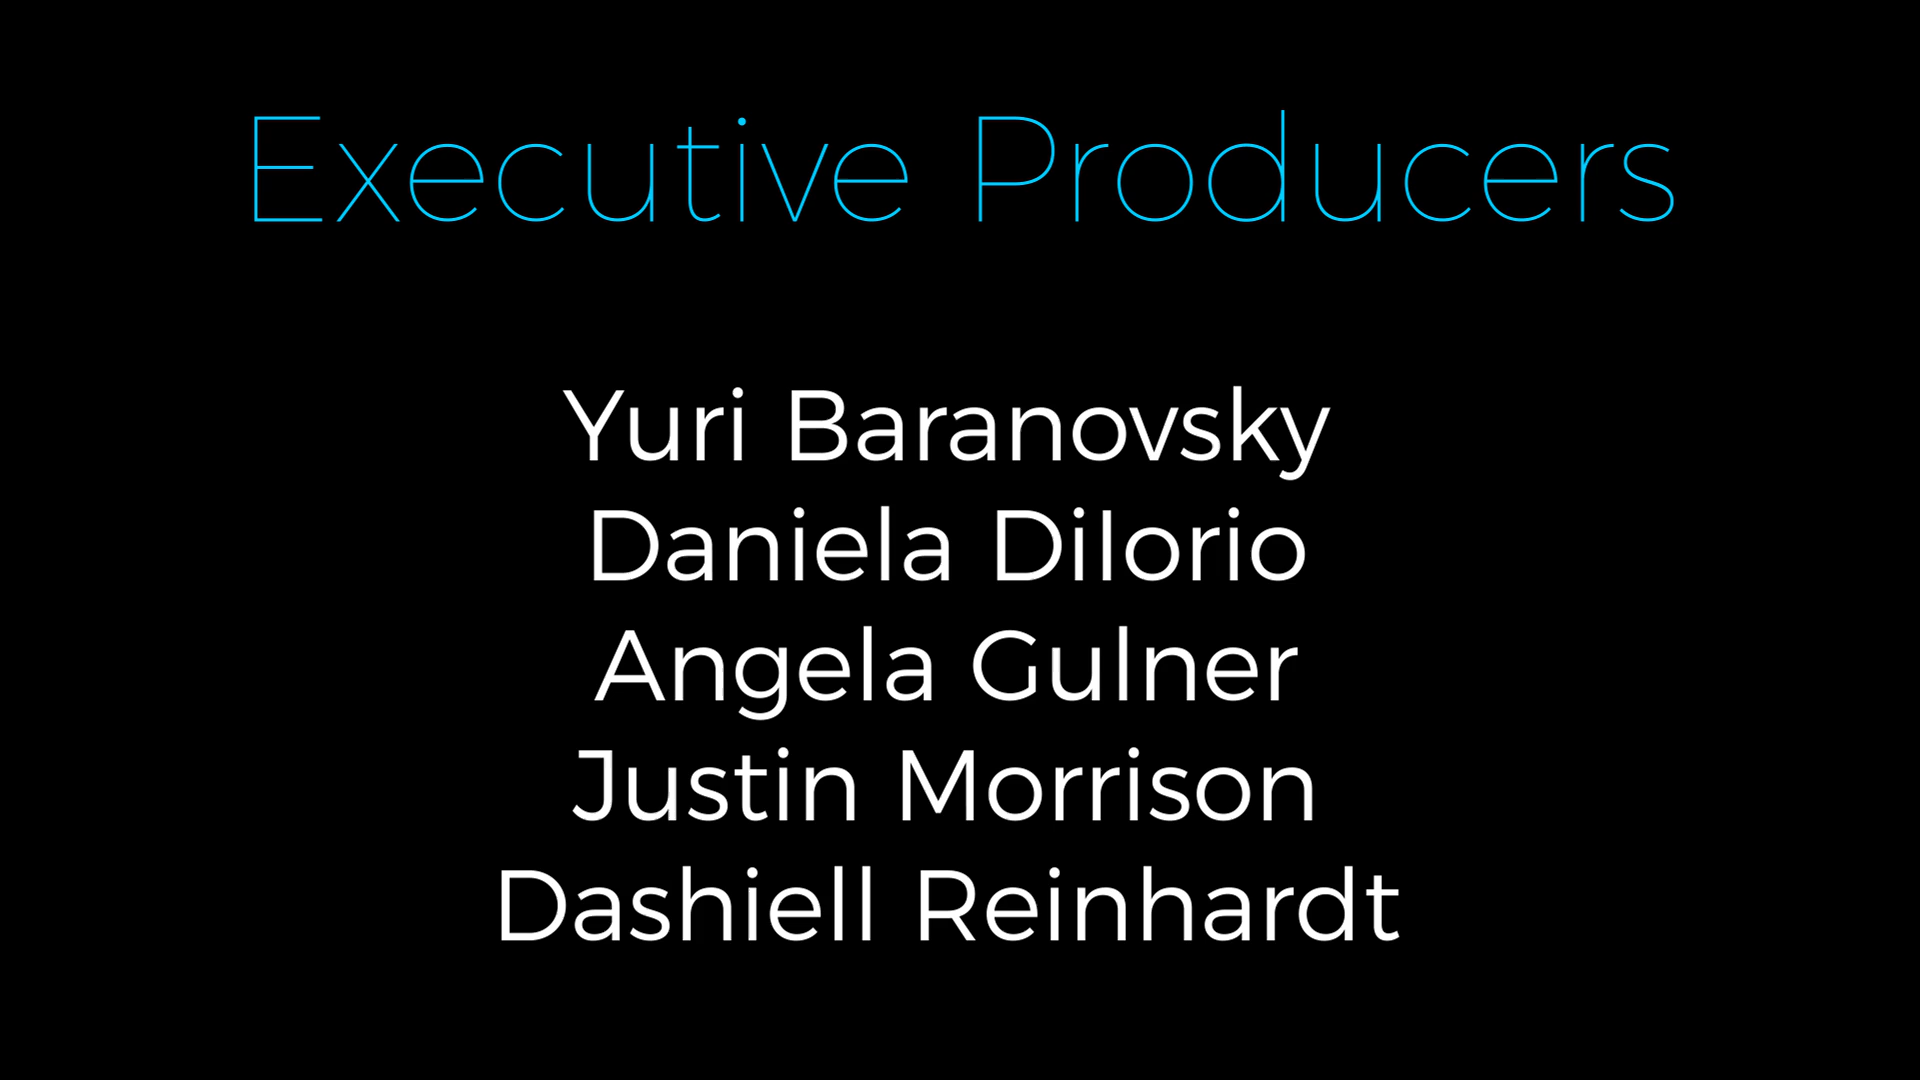 Executive Producers
Yuri Baranovsky
Daniela DiIorio
Angela Gulner
Justin Morrison
Dashiell Reinhardt